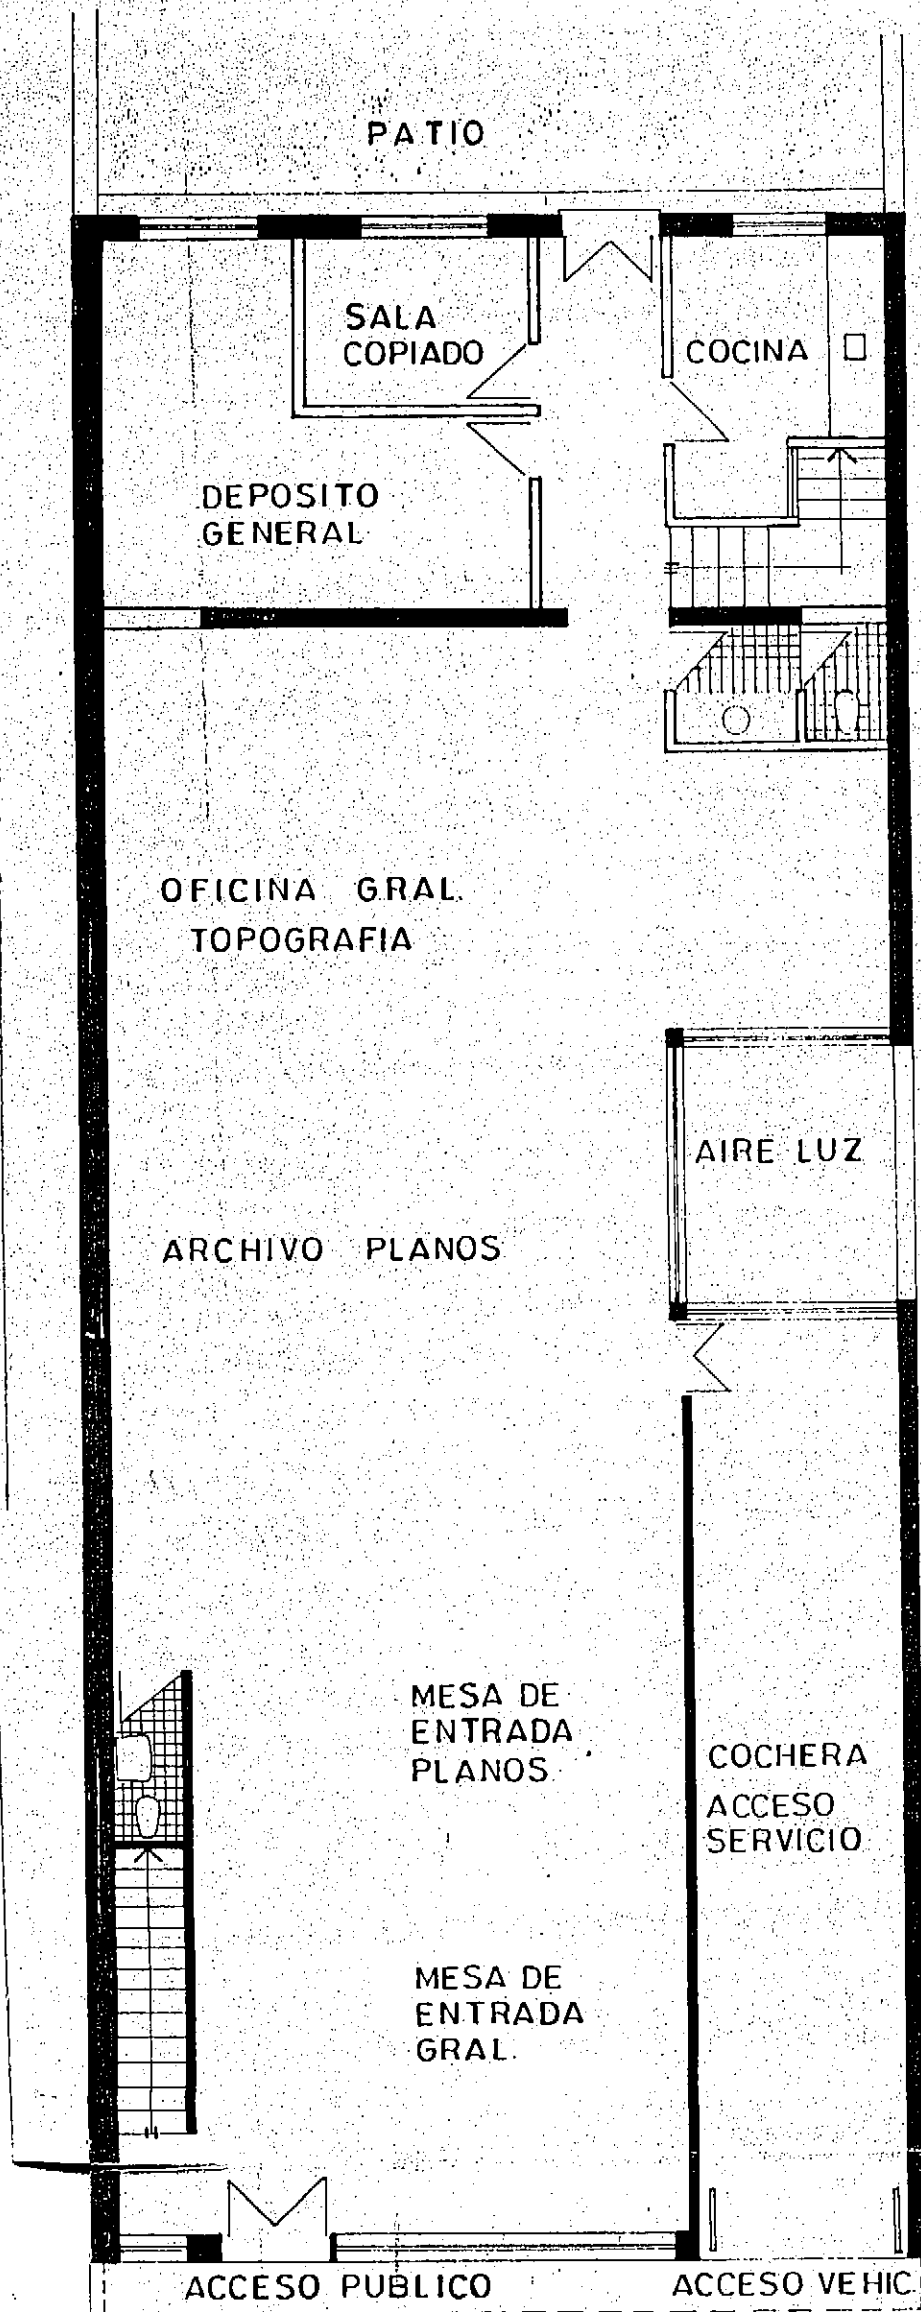 PATIO
SALA
COPIADO
COCINA
DEPOSITO
GENERAL
OFICINA GRAL.
TOPOGRAFIA
AIRE LUZ
ARCHIVO PLANOS
MESA DE
ENTRADA
PLANOS
COCHERA
ACCESO
SERVICIO
MESA DE
ENTRADA
GRAL.
ACCESO PUBLICO
ACCESO VEHIC.